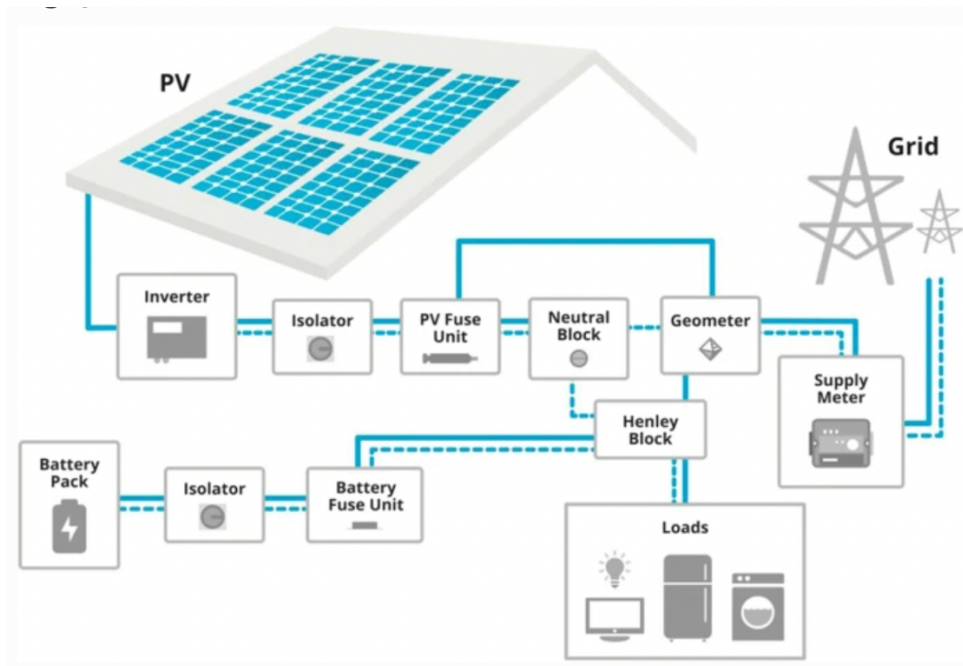 PV
Grid
Inverter
Isolator
PV Fuse
Unit
Neutral
Block
Geometer
Supply
Meter
Henley
Block
Battery
Pack
Isolator
Battery
Fuse Unit
Loads